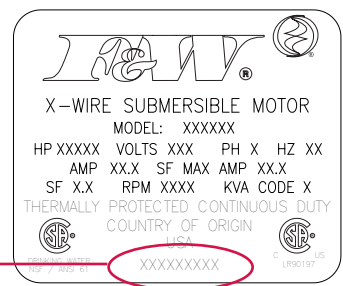 F&W®
X-WIRE SUBMERSIBLE MOTOR
MODEL: XXXXXX
HP XXXXX VOLTS XXX PH X HZ XX
AMP XX.X SF MAX AMP XX.X
SF X.X RPM XXXX KVA CODE X
THERMALLY PROTECTED CONTINUOUS DUTY
COUNTRY OF ORIGIN
USA
DRINKING WATER
NSF / ANSI 61
XXXXXXXXX
C US
LR90197